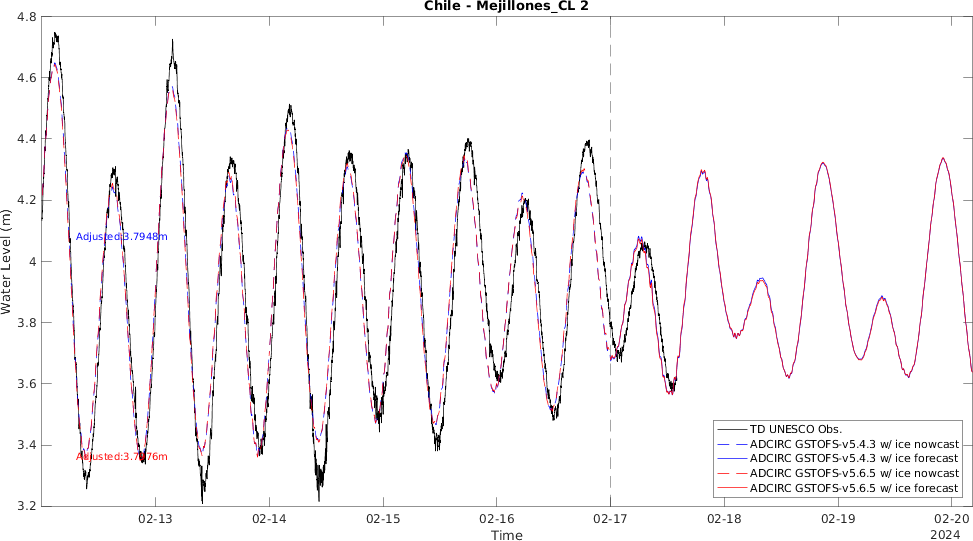 Chile - Mejillones_CL 2
4.8
4.6
4.4
4.2
4
3.8
3.6
3.4
3.2
Water Level (m)
Adjusted:3.7948m
TD UNESCO Obs.
ADCIRC GSTOFS-v5.4.3 w/ ice nowcast
ADCIRC GSTOFS-v5.4.3 w/ ice forecast
ADCIRC GSTOFS-v5.6.5 w/ ice nowcast
ADCIRC GSTOFS-v5.6.5 w/ ice forecast
02-13
02-14
02-15
02-16
02-17
02-18
02-19
02-20
Time
2024